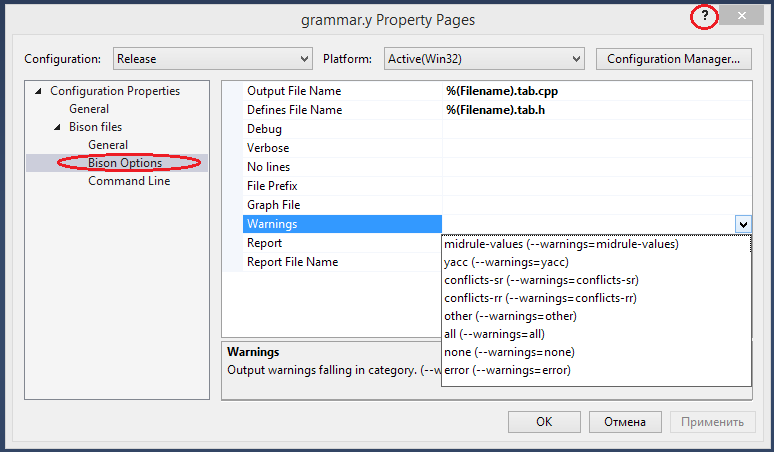 grammar.y Property Pages
?
Configuration: Release Platform: Active(Win32) Configuration Manager...
Configuration Properties
General
Bison files
General
Bison Options
Command Line
Output File Name %(Filename).tab.cpp
Defines File Name %(Filename).tab.h
Debug
Verbose
No lines
File Prefix
Graph File
Warnings
Report
Report File Name
midrule-values (--warnings=midrule-values)
yacc (--warnings=yacc)
conflicts-sr (--warnings=conflicts-sr)
conflicts-rr (--warnings=conflicts-rr)
other (--warnings=other)
all (--warnings=all)
none (--warnings=none)
error (--warnings=error)
Warnings
Output warnings falling in category. (--w
OK Отмена Применить